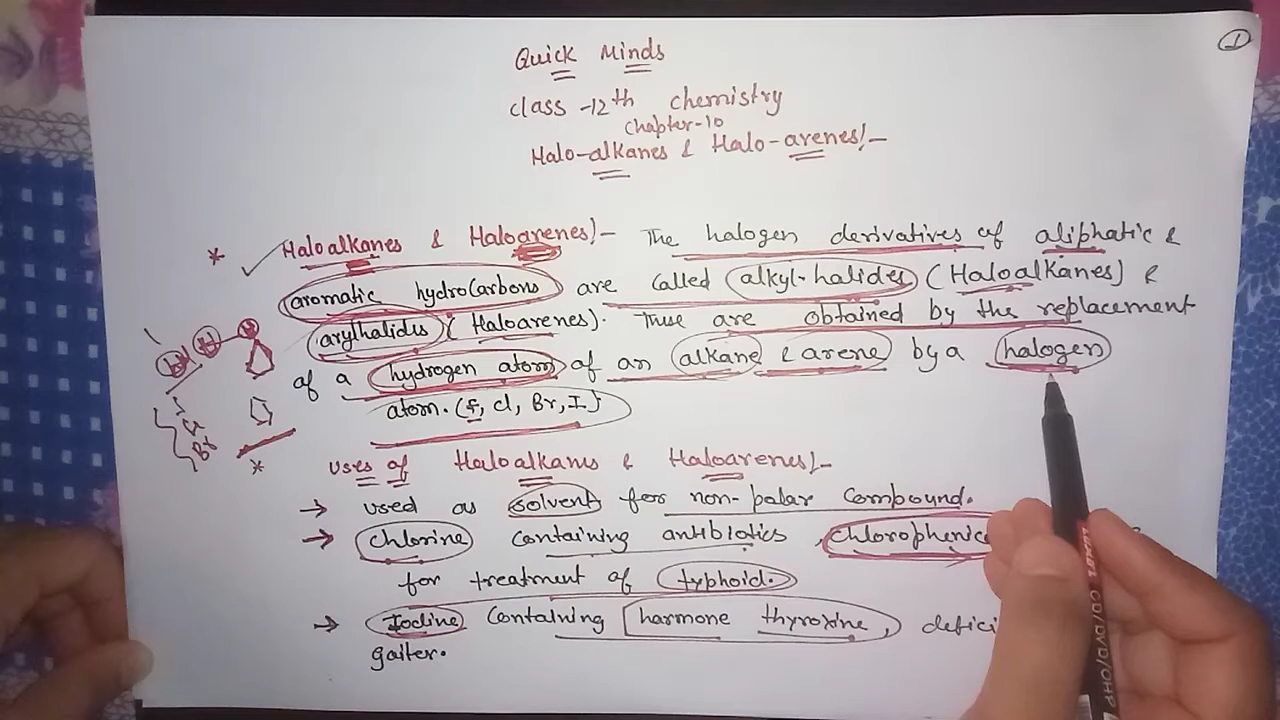 ①
Quick Minds
class -12th chemistry
chapter-10
Halo-alkanes & Halo-arenes!-
* Haloalkanes & Haloarenes!- The halogen derivatives of aliphatic &
aromatic hydrocarbons are called alkyl-halides (Haloalkanes) &
arylhalides (Haloarenes). These are obtained by the replacement
of a hydrogen atom of an alkane & arene by a halogen
atom. (F, Cl, Br, I)
* Uses of Haloalkanes & Haloarenes!-
→ used as solvent for non-polar compound.
→ chlorine containing antibiotics, chlorophenic
for treatment of typhoid.
→ Iodine containing harmone thyroxine, defici
goiter.